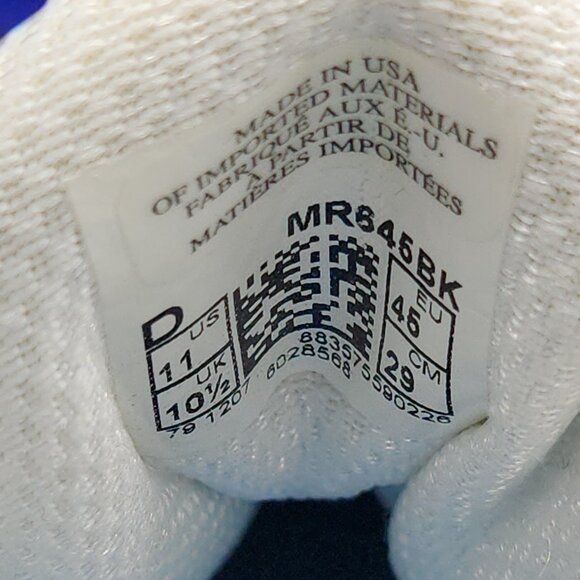 MADE IN USA
OF IMPORTED MATERIALS
FABRIQUÉ AUX É.-U.
À PARTIR DE
MATIÈRES IMPORTÉES
MR645BK
D
11 US
10½ UK
45 EU
29 CM
883575590226
79 1207 6028568